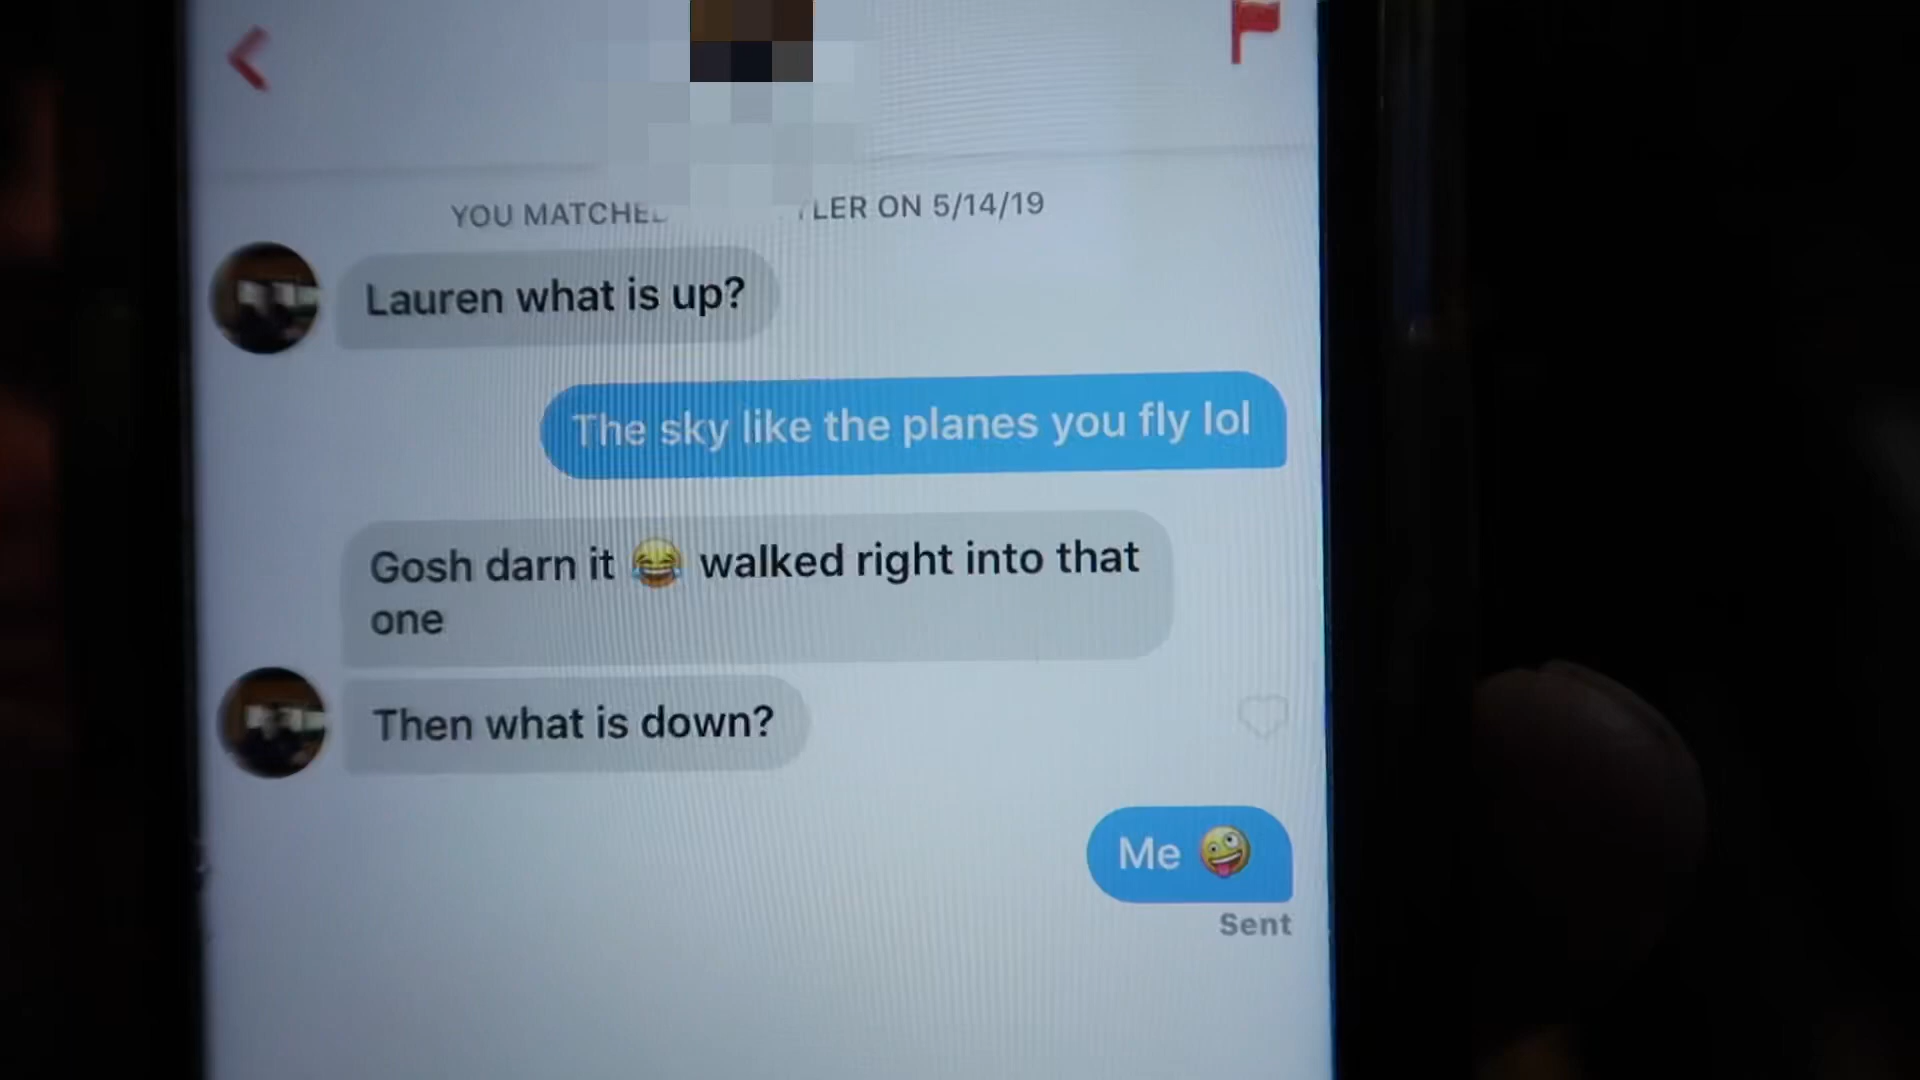 YOU MATCHED LER ON 5/14/19
Lauren what is up?
The sky like the planes you fly lol
Gosh darn it 😂 walked right into that
one
Then what is down?
Me 🤪
Sent